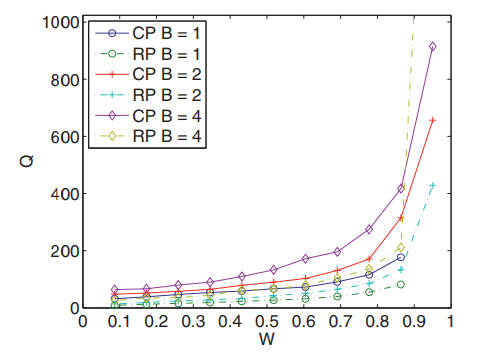 1000
800
600
400
200
0
Q
CP B = 1
RP B = 1
CP B = 2
RP B = 2
CP B = 4
RP B = 4
0 0.1 0.2 0.3 0.4 0.5 0.6 0.7 0.8 0.9 1
W